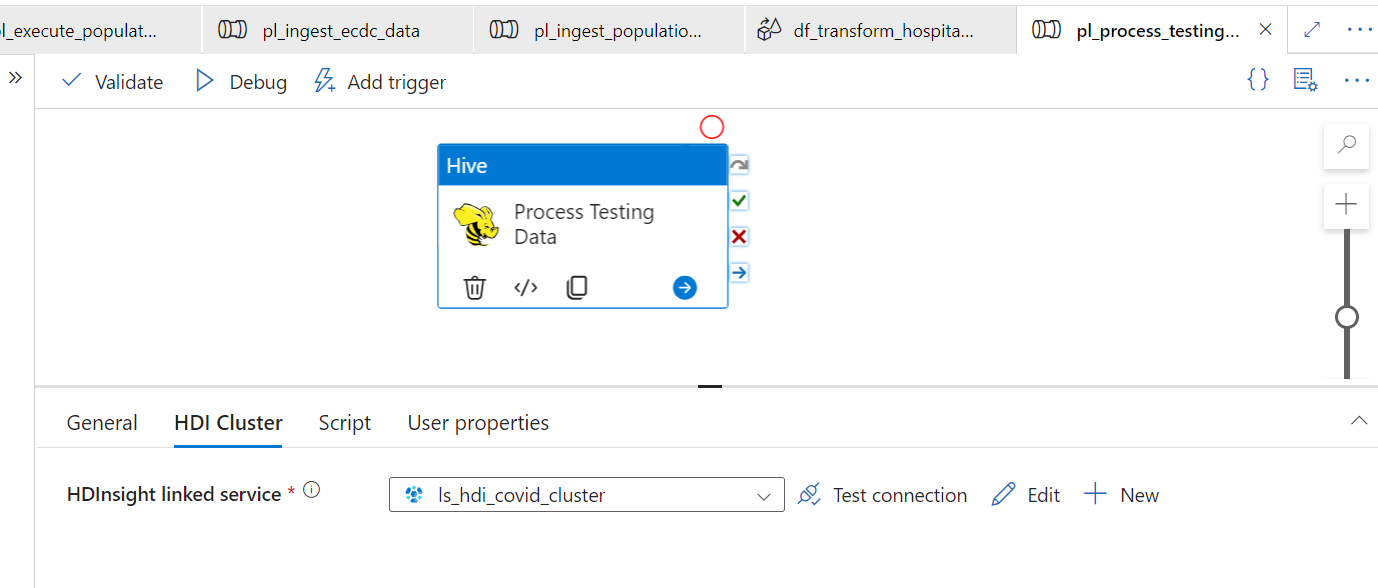 l_execute_populat...
pl_ingest_ecdc_data
pl_ingest_populatio...
df_transform_hospita...
pl_process_testing...
Validate
Debug
Add trigger
Hive
Process Testing
Data
General
HDI Cluster
Script
User properties
HDInsight linked service *
ls_hdi_covid_cluster
Test connection
Edit
New